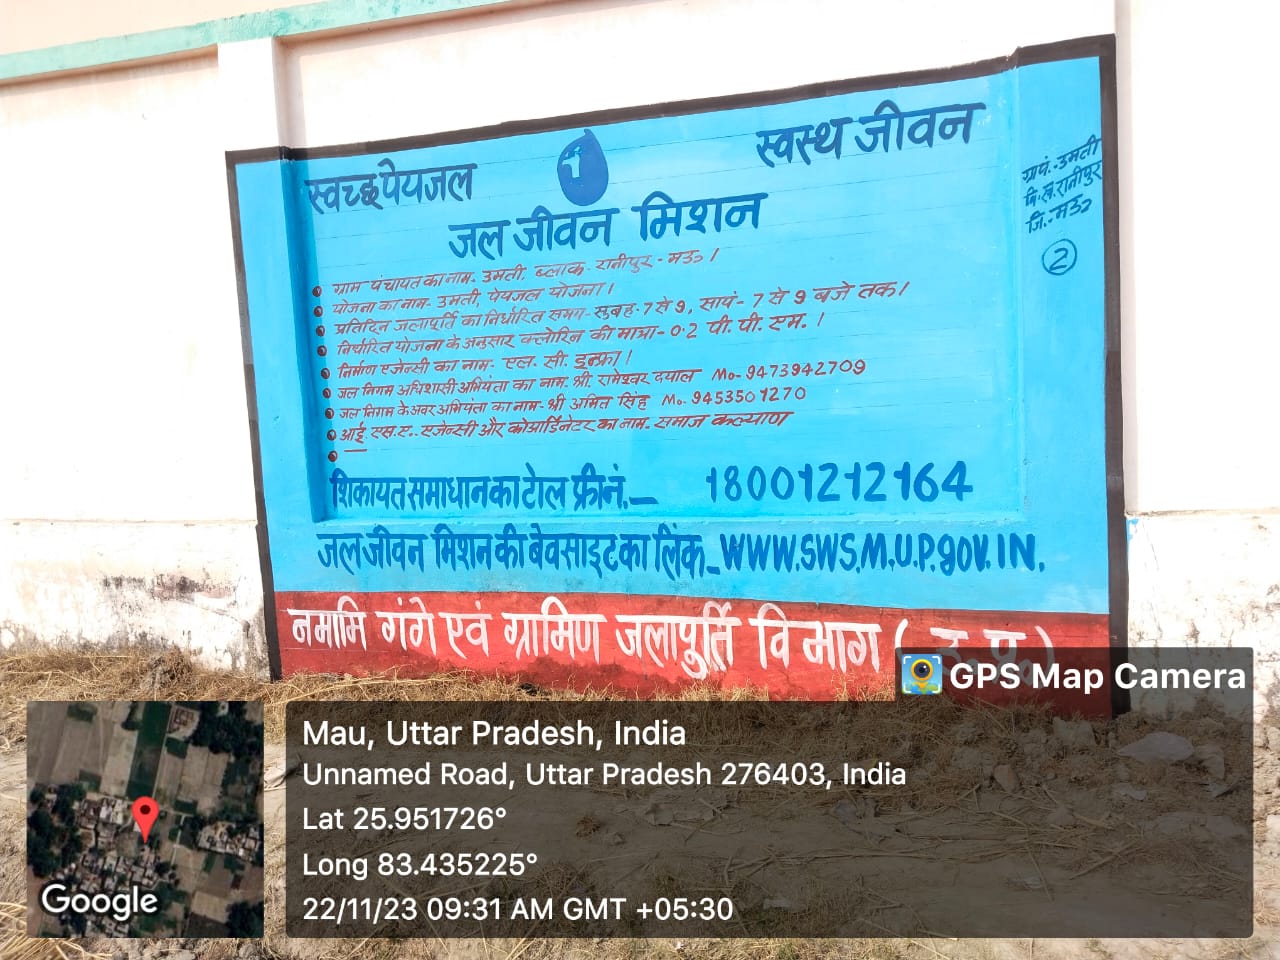 स्वच्छ पेयजल
स्वस्थ जीवन
जल जीवन मिशन
ग्रा.पं.-उमती
वि.ख.रानीपुर
जि.-मऊ
2
ग्राम पंचायत का नाम- उमती, ब्लाक- रानीपुर - मऊ।
योजना का नाम- उमती, पेयजल योजना।
प्रतिदिन जलापूर्ति का निर्धारित समय- सुबह- 7 से 9, सायं- 7 से 9 बजे तक।
निर्धारित योजना के अनुसार क्लोरिन की मात्रा- 0.2 पी. पी. एम. ।
निर्माण एजेन्सी का नाम- एल. सी. इन्फ्रा।
जल निगम अधिशासी अभियंता का नाम- श्री. रामेश्वर दयाल Mo- 9473942709
जल निगम के अवर अभियंता का नाम- श्री अमित सिंह Mo. 9453501270
आई. एस.ए. एजेन्सी और कोआर्डिनेटर का नाम- समाज कल्याण
शिकायत समाधान का टोल फ्री नं.— 18001212164
जल जीवन मिशन की बेवसाइट का लिंक- WWW.SWS.M.U.P.gov.IN.
नमामि गंगे एवं ग्रामिण जलापूर्ति विभाग (उ.प्र.)
GPS Map Camera
Mau, Uttar Pradesh, India
Unnamed Road, Uttar Pradesh 276403, India
Lat 25.951726°
Long 83.435225°
22/11/23 09:31 AM GMT +05:30
Google